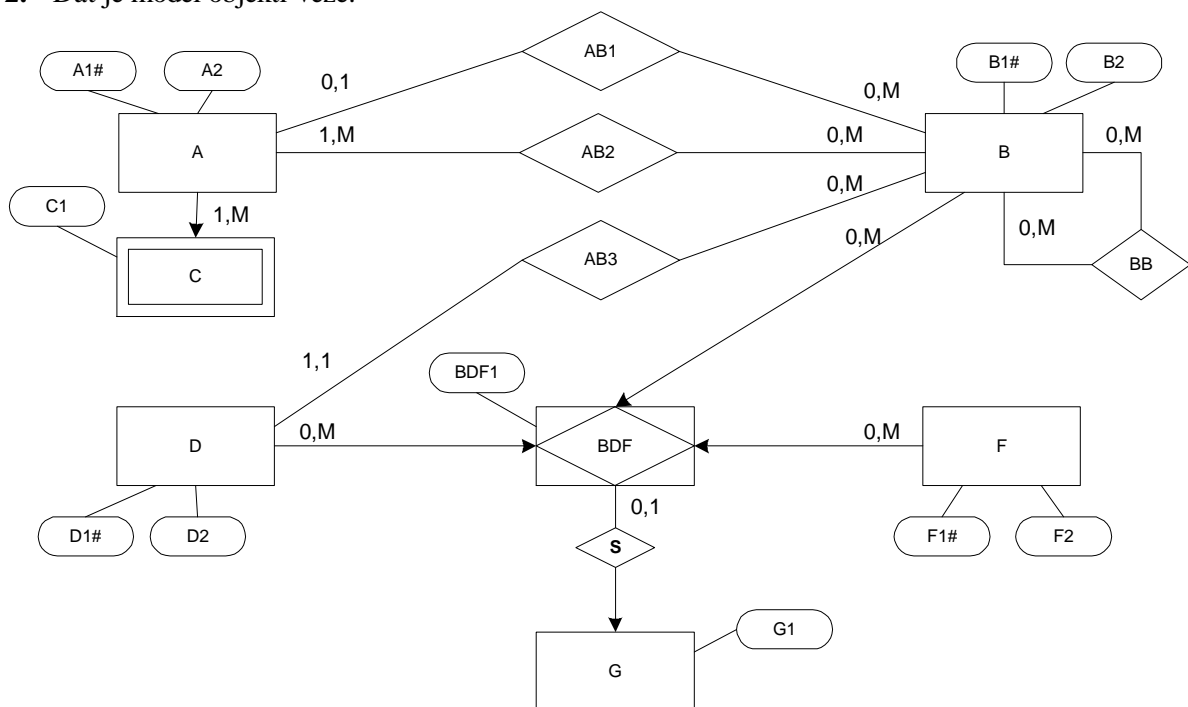 2. Dat je model objekti-veze:
AB1
A1# A2 B1# B2
0,1 0,M
A AB2 B
1,M 0,M 0,M
C1 1,M 0,M 0,M 0,M
C AB3 BB
1,1
BDF1
D 0,M BDF 0,M F
D1# D2 0,1 F1# F2
S
G1
G